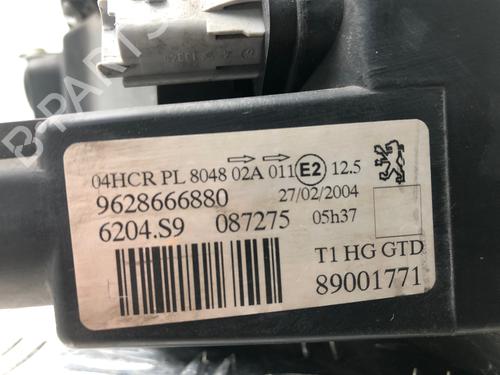 B-PARTS
04HCR PL 8048 02A 011 E2 12.5
9628666880 27/02/2004
6204.S9 087275 05h37
T1 HG GTD
89001771